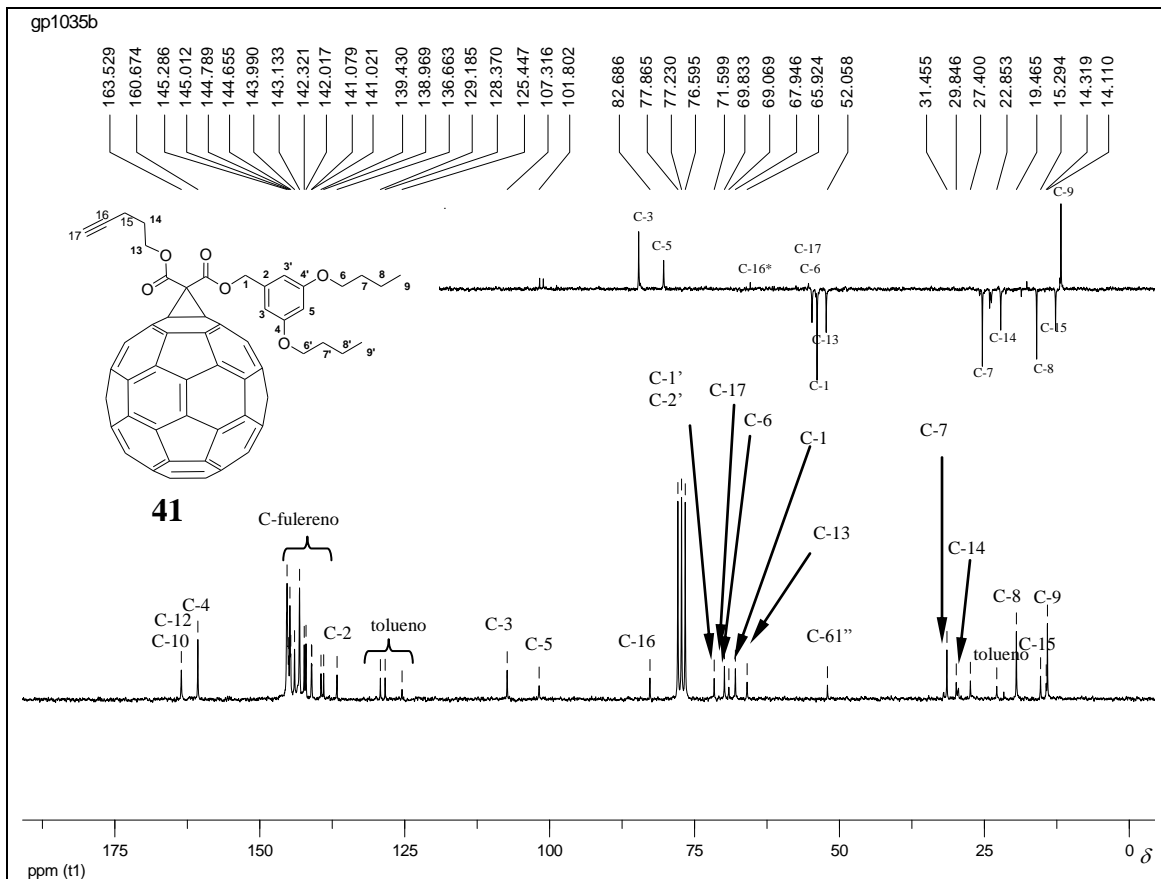 gp1035b
163.529
160.674
145.286
145.012
144.789
144.655
143.990
143.133
142.321
142.017
141.079
141.021
139.430
138.969
136.663
129.185
128.370
125.447
107.316
101.802
82.686
77.865
77.230
76.595
71.599
69.833
69.069
67.946
65.924
52.058
31.455
29.846
27.400
22.853
19.465
15.294
14.319
14.110
C-9
C-3
C-5
C-16*
C-17
C-6
C-13
C-1
C-14
C-15
C-7
C-8
17
16
15
14
13
O
O
O
O
1
2
3'
4'
3
4
5
O
6
7
8
9
O
6'
7'
8'
9'
41
C-1’
C-2’
C-17
C-6
C-1
C-13
C-7
C-14
C-fulereno
C-12
C-10
C-4
C-2
tolueno
C-3
C-5
C-16
C-61”
tolueno
C-8
C-15
C-9
175
150
125
100
75
50
25
0
δ
ppm (t1)